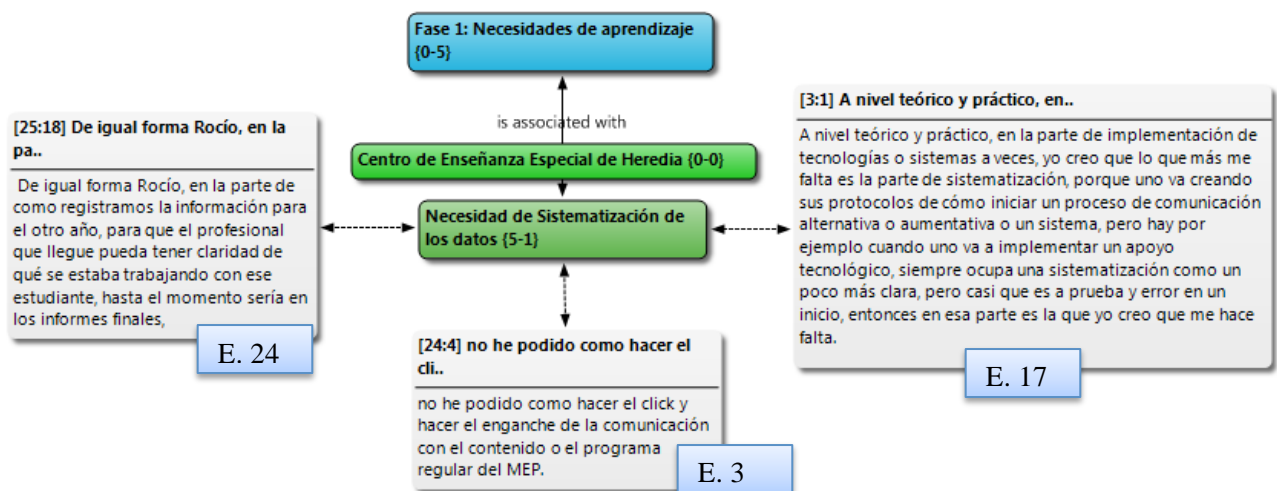 Fase 1: Necesidades de aprendizaje
{0-5}
is associated with
Centro de Enseñanza Especial de Heredia {0-0}
Necesidad de Sistematización de
los datos {5-1}
[25:18] De igual forma Rocío, en la
pa..
De igual forma Rocío, en la parte de
como registramos la información para
el otro año, para que el profesional
que llegue pueda tener claridad de
qué se estaba trabajando con ese
estudiante, hasta el momento sería en
los informes finales,
E. 24
[24:4] no he podido como hacer el
cli..
no he podido como hacer el click y
hacer el enganche de la comunicación
con el contenido o el programa
regular del MEP.
E. 3
[3:1] A nivel teórico y práctico, en..
A nivel teórico y práctico, en la parte de implementación de
tecnologías o sistemas a veces, yo creo que lo que más me
falta es la parte de sistematización, porque uno va creando
sus protocolos de cómo iniciar un proceso de comunicación
alternativa o aumentativa o un sistema, pero hay por
ejemplo cuando uno va a implementar un apoyo
tecnológico, siempre ocupa una sistematización como un
poco más clara, pero casi que es a prueba y error en un
inicio, entonces en esa parte es la que yo creo que me hace
falta.
E. 17